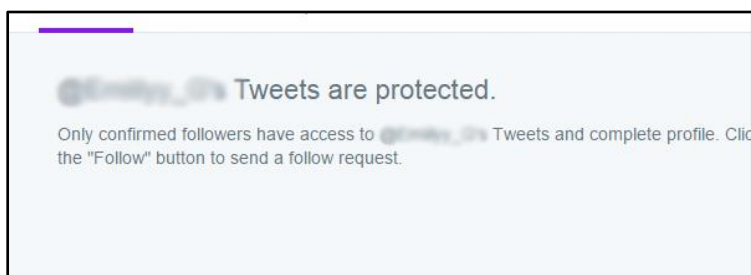 Tweets are protected.
Only confirmed followers have access to Tweets and complete profile.
the "Follow" button to send a follow request.